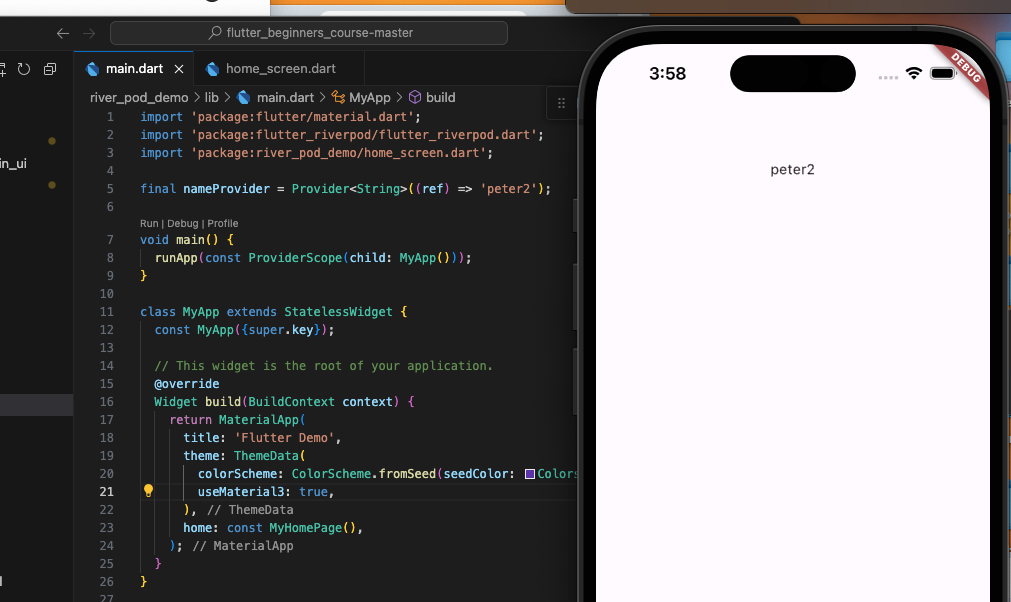 flutter_beginners_course-master
main.dart
home_screen.dart
river_pod_demo > lib > main.dart > MyApp > build
in_ui
1 import 'package:flutter/material.dart';
2 import 'package:flutter_riverpod/flutter_riverpod.dart';
3 import 'package:river_pod_demo/home_screen.dart';
4
5 final nameProvider = Provider<String>((ref) => 'peter2');
6
Run | Debug | Profile
7 void main() {
8 runApp(const ProviderScope(child: MyApp()));
9 }
10
11 class MyApp extends StatelessWidget {
12 const MyApp({super.key});
13
14 // This widget is the root of your application.
15 @override
16 Widget build(BuildContext context) {
17 return MaterialApp(
18 title: 'Flutter Demo',
19 theme: ThemeData(
20 colorScheme: ColorScheme.fromSeed(seedColor: Colors
21 useMaterial3: true,
22 ), // ThemeData
23 home: const MyHomePage(),
24 ); // MaterialApp
25 }
26 }
27
3:58
DEBUG
peter2